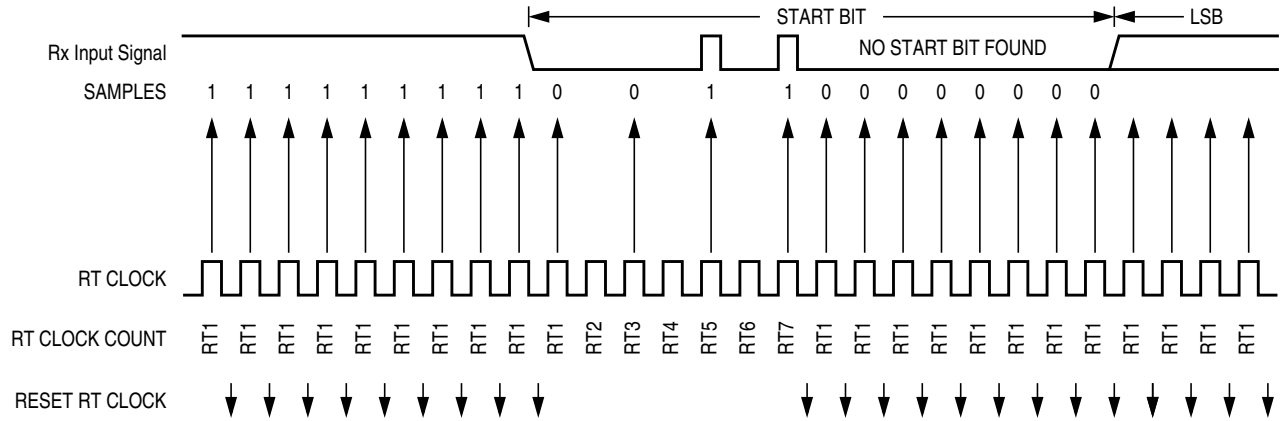 START BIT LSB
Rx Input Signal NO START BIT FOUND
SAMPLES 1 1 1 1 1 1 1 1 1 0 0 1 1 0 0 0 0 0 0 0 0
RT CLOCK
RT CLOCK COUNT RT1 RT1 RT1 RT1 RT1 RT1 RT1 RT1 RT1 RT1 RT2 RT3 RT4 RT5 RT6 RT7 RT1 RT1 RT1 RT1 RT1 RT1 RT1 RT1 RT1 RT1 RT1 RT1
RESET RT CLOCK